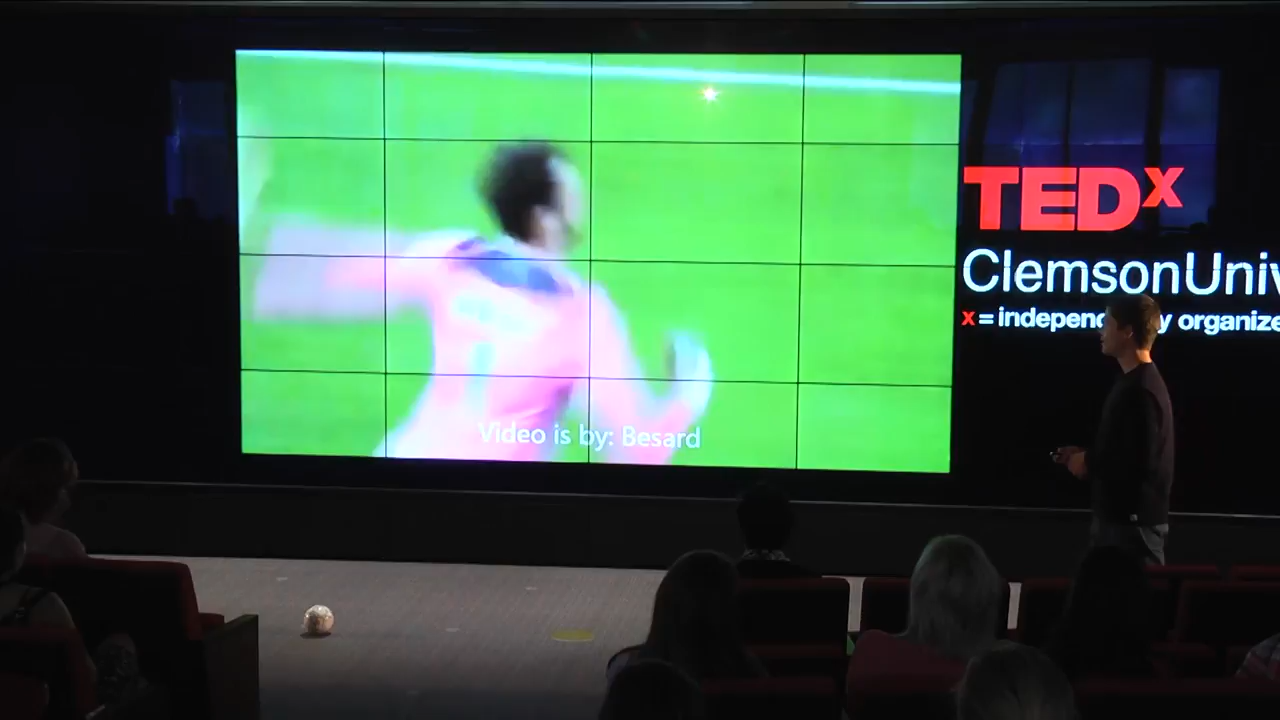 TEDx
ClemsonUniv
x = independ y organize
Video is by: Besard